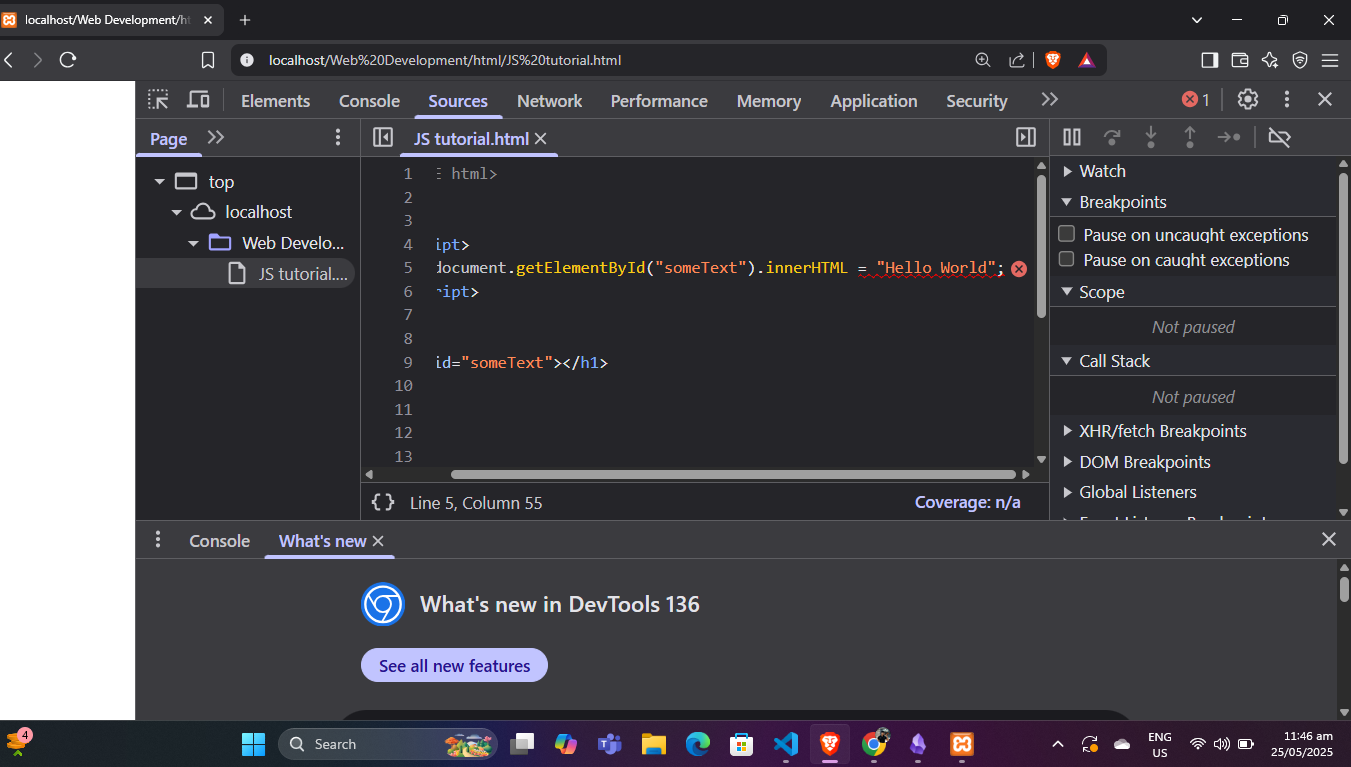 localhost/Web Development/ht
localhost/Web%20Development/html/JS%20tutorial.html
Elements Console Sources Network Performance Memory Application Security 1
Page
JS tutorial.html
top
localhost
Web Develo...
JS tutorial....
1 E html>
2
3
4 ipt>
5 document.getElementById("someText").innerHTML = "Hello World";
6 ript>
7
8
9 id="someText"></h1>
10
11
12
13
{ } Line 5, Column 55 Coverage: n/a
Watch
Breakpoints
Pause on uncaught exceptions
Pause on caught exceptions
Scope
Not paused
Call Stack
Not paused
XHR/fetch Breakpoints
DOM Breakpoints
Global Listeners
Console What's new
What's new in DevTools 136
See all new features
4
Search
ENG
US
11:46 am
25/05/2025